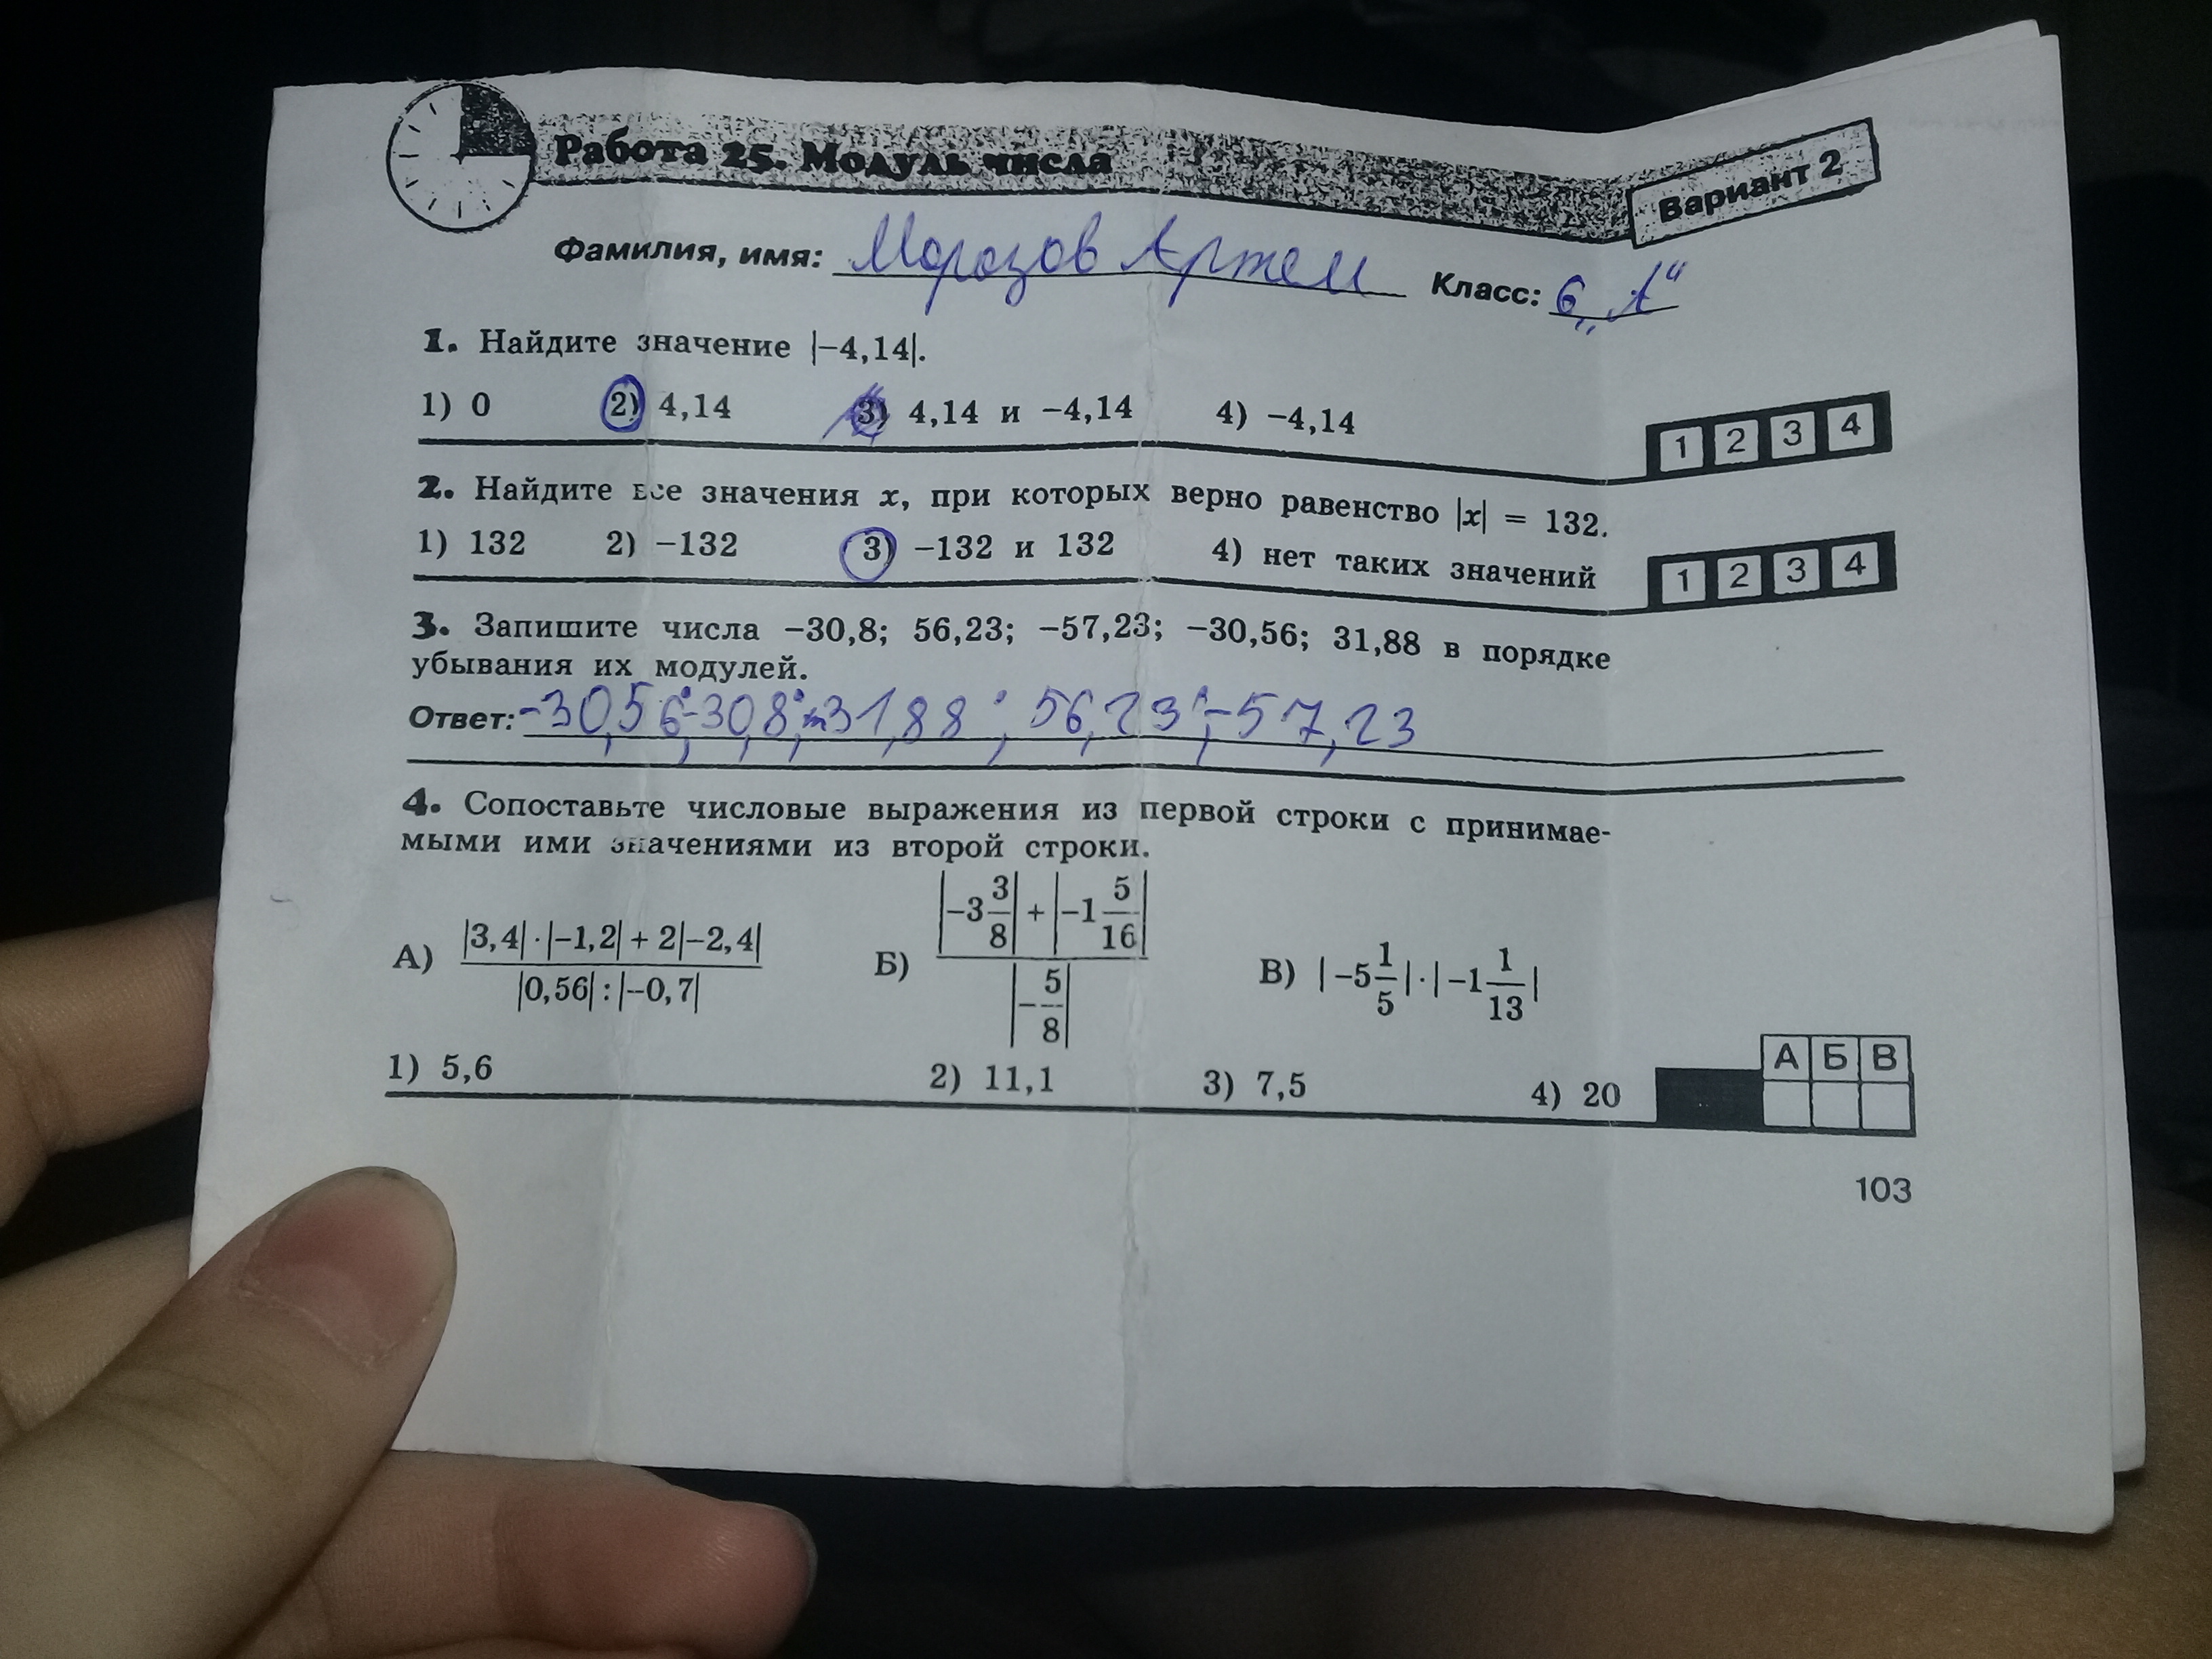 Работа 25. Модуль числа
Вариант 2
Фамилия, имя: Морозов Артем Класс: 6 „А“
1. Найдите значение |−4,14|.
1) 0 2) 4,14 3) 4,14 и −4,14 4) −4,14
1 2 3 4
2. Найдите все значения x, при которых верно равенство |x| = 132.
1) 132 2) −132 3) −132 и 132 4) нет таких значений
1 2 3 4
3. Запишите числа −30,8; 56,23; −57,23; −30,56; 31,88 в порядке
убывания их модулей.
Ответ: -30,56; -30,8; 31,88; 56,23; -57,23
4. Сопоставьте числовые выражения из первой строки с принимае-
мыми ими значениями из второй строки.
А) (|3,4| · |−1,2| + 2|−2,4|) / (|0,56| : |−0,7|) Б) (|−3 3/8| + |−1 5/16|) / |−5/8| В) |−5 1/5| · |−1 1/13|
1) 5,6 2) 11,1 3) 7,5 4) 20
А Б В
103